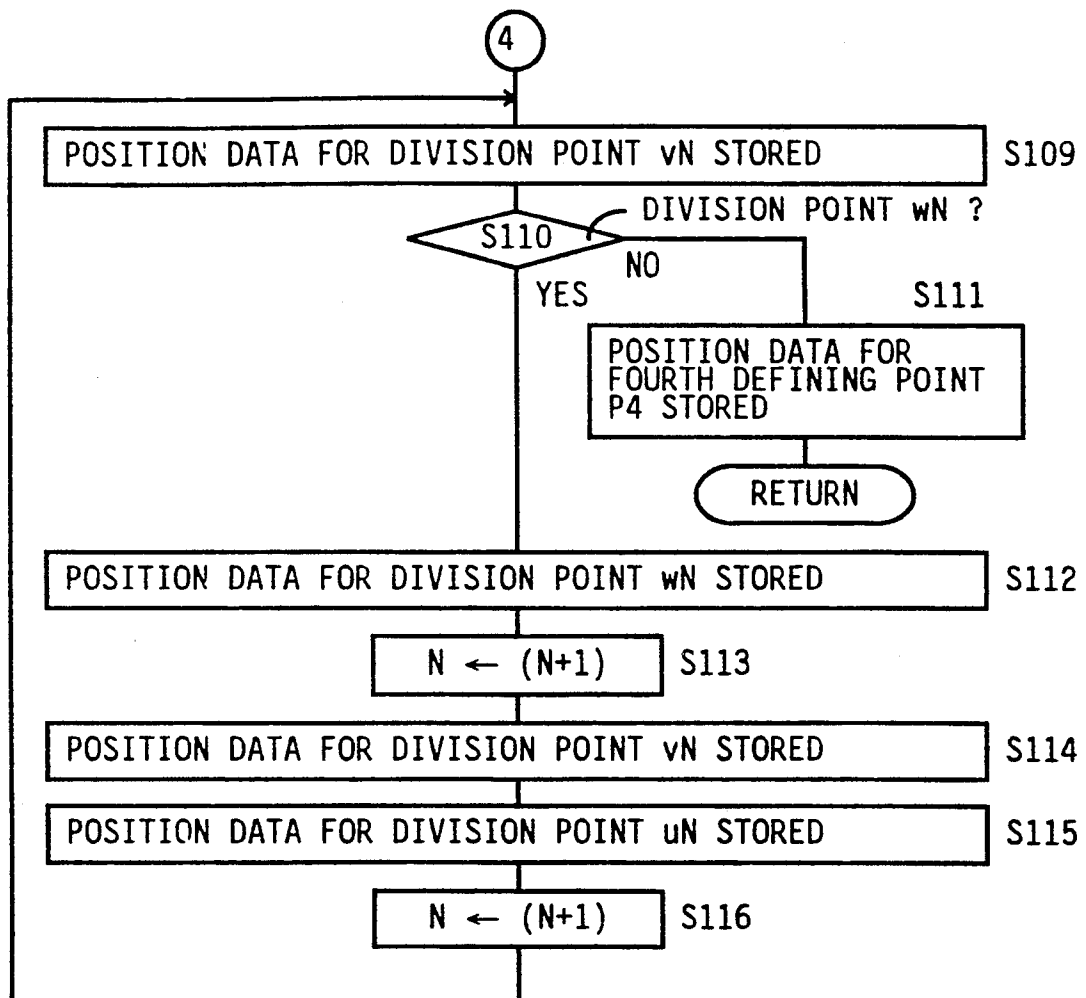 4
POSITION DATA FOR DIVISION POINT vN STORED
S109
DIVISION POINT wN ?
S110
NO
YES
S111
POSITION DATA FOR
FOURTH DEFINING POINT
P4 STORED
RETURN
POSITION DATA FOR DIVISION POINT wN STORED
S112
N ← (N+1)
S113
POSITION DATA FOR DIVISION POINT vN STORED
S114
POSITION DATA FOR DIVISION POINT uN STORED
S115
N ← (N+1)
S116